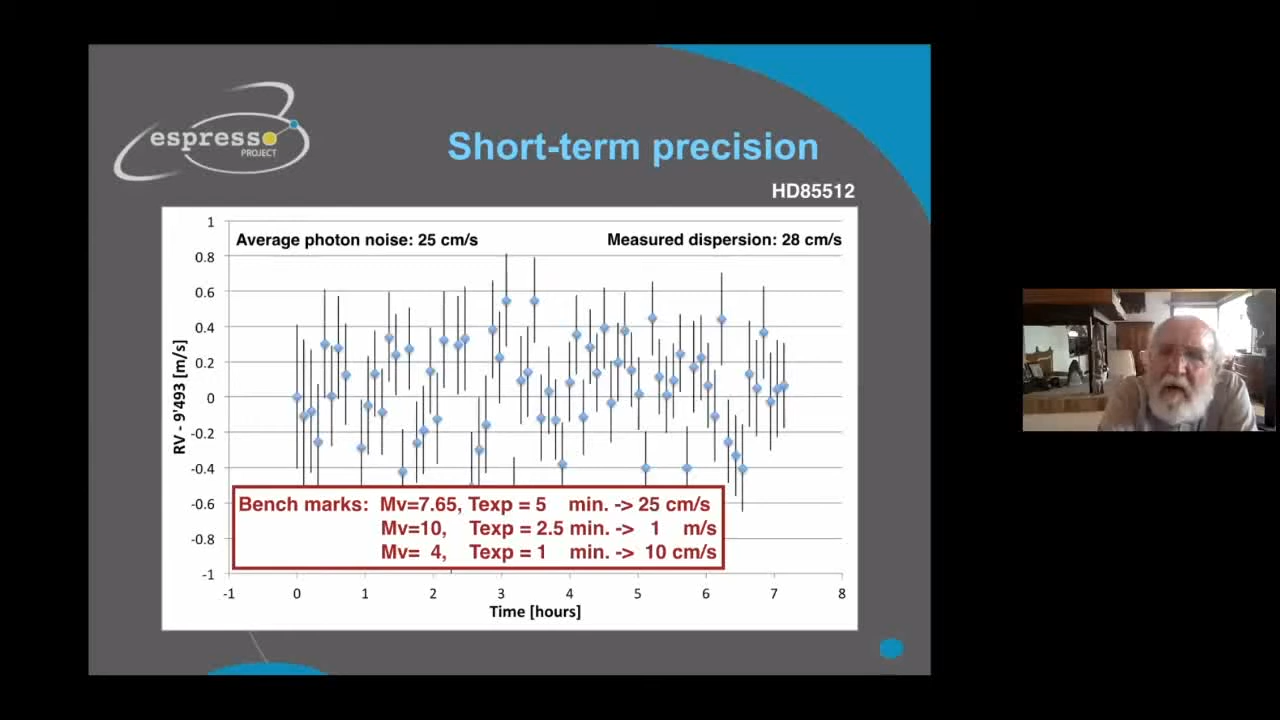 espresso
PROJECT
Short-term precision
HD85512
Average photon noise: 25 cm/s
Measured dispersion: 28 cm/s
RV - 9'493 [m/s]
1
0.8
0.6
0.4
0.2
0
-0.2
-0.4
-0.6
-0.8
-1
Bench marks: Mv=7.65, Texp = 5 min. -> 25 cm/s
Mv=10, Texp = 2.5 min. -> 1 m/s
Mv= 4, Texp = 1 min. -> 10 cm/s
-1 0 1 2 3 4 5 6 7 8
Time [hours]